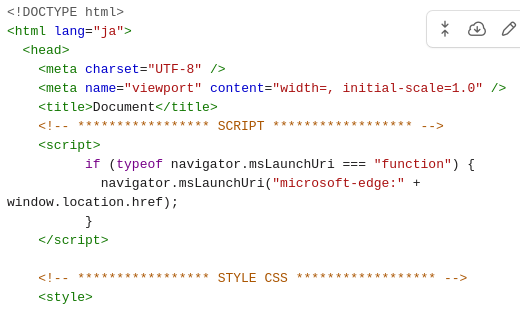 <!DOCTYPE html>
<html lang="ja">
  <head>
    <meta charset="UTF-8" />
    <meta name="viewport" content="width=, initial-scale=1.0" />
    <title>Document</title>
    <!-- ***************** SCRIPT ****************** -->
    <script>
          if (typeof navigator.msLaunchUri === "function") {
            navigator.msLaunchUri("microsoft-edge:" +
window.location.href);
          }
    </script>

    <!-- ***************** STYLE CSS ****************** -->
    <style>